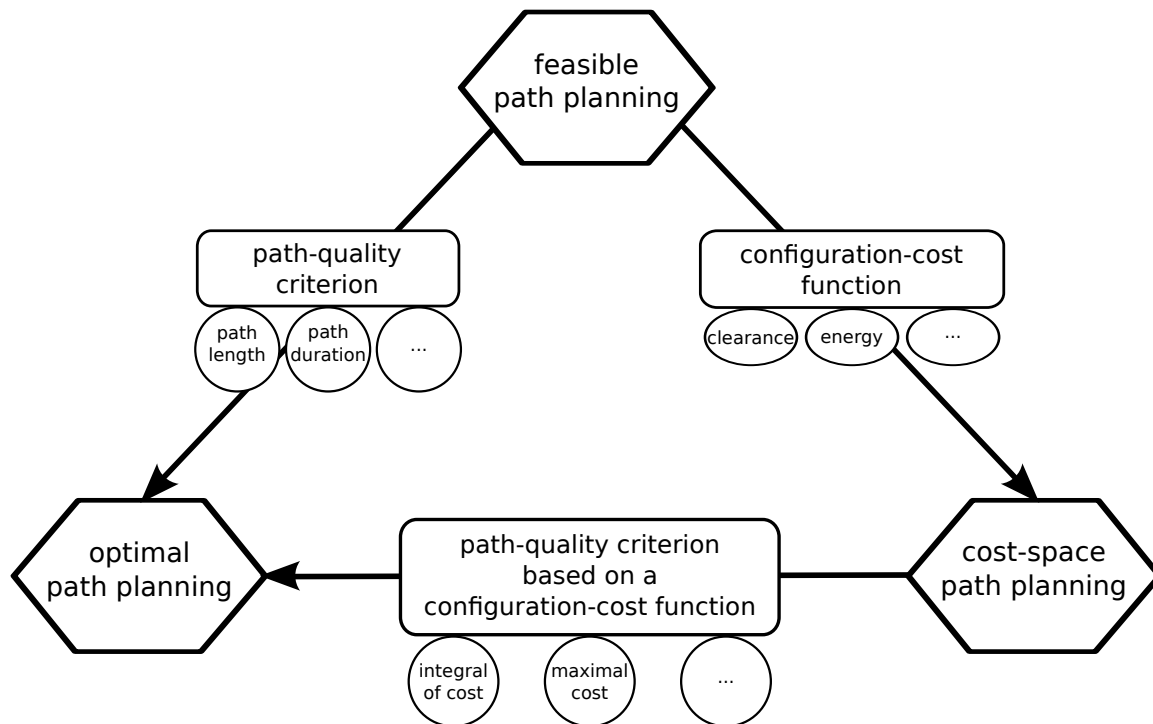 feasible
path planning
path-quality
criterion
path
length
path
duration
...
configuration-cost
function
clearance
energy
...
optimal
path planning
path-quality criterion
based on a
configuration-cost function
integral
of cost
maximal
cost
...
cost-space
path planning